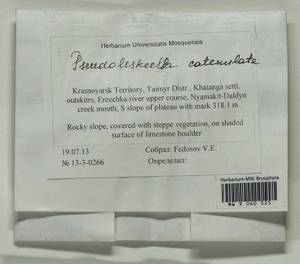 Herbarium Universitatis Mosquensis
Pseudoleskeella catenulata
Krasnoyarsk Territory, Taimyr Distr., Khatanga settl.
outskirts, Ereechka river upper course, Nyamakit-Daldyn
creek mouth, S slope of plateau with mark 318.1 m
Rocky slope, covered with steppe vegetation, on shaded
surface of limestone boulder
19.07.13 Собрал: Fedosov V.E.
№ 13-3-0266 Определил:
Herbarium MW, Bryophyta
MW 9 060 525